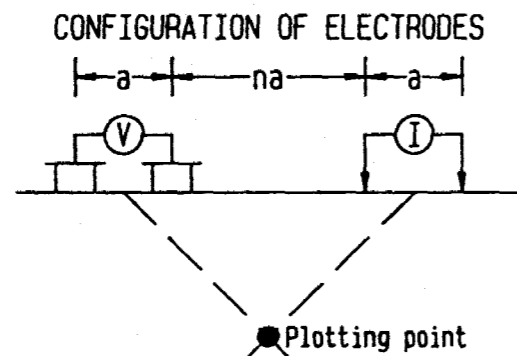 CONFIGURATION OF ELECTRODES
a na a
V I
Plotting point